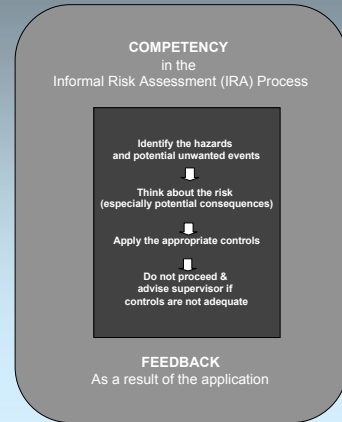 COMPETENCY
in the
Informal Risk Assessment (IRA) Process
Identify the hazards
and potential unwanted events
Think about the risk
(especially potential consequences)
Apply the appropriate controls
Do not proceed &
advise supervisor if
controls are not adequate
FEEDBACK
As a result of the application